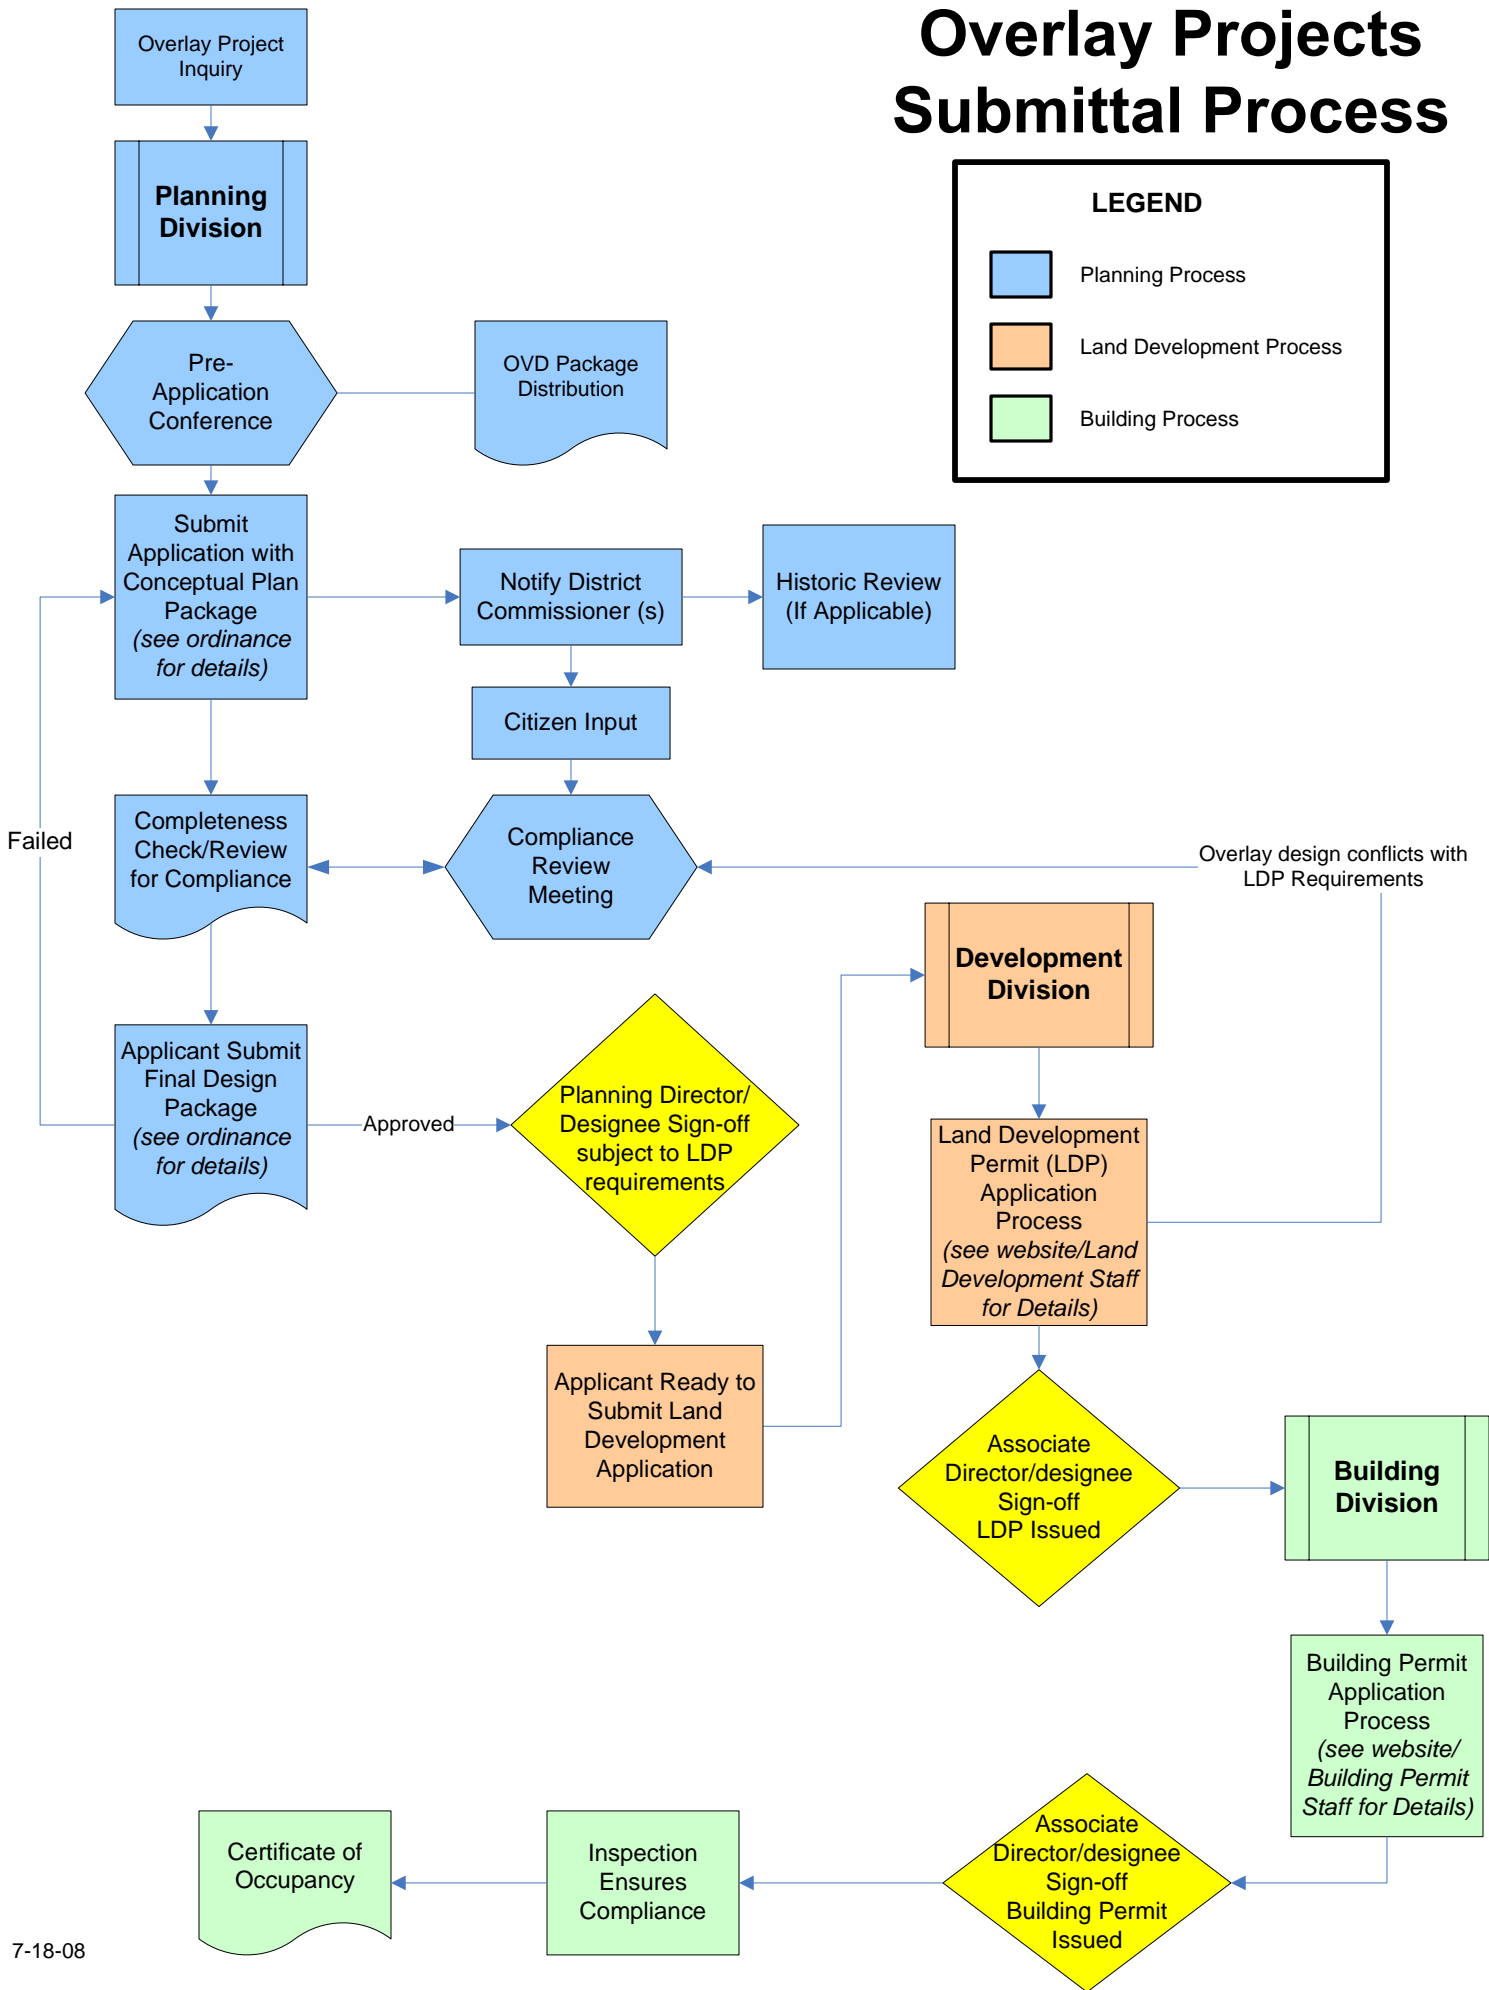 Overlay Projects
Submittal Process
LEGEND
Planning Process
Land Development Process
Building Process
Overlay Project
Inquiry
Planning
Division
Pre-
Application
Conference
OVD Package
Distribution
Submit
Application with
Conceptual Plan
Package
(see ordinance
for details)
Notify District
Commissioner (s)
Historic Review
(If Applicable)
Citizen Input
Completeness
Check/Review
for Compliance
Compliance
Review
Meeting
Failed
Overlay design conflicts with
LDP Requirements
Applicant Submit
Final Design
Package
(see ordinance
for details)
Approved
Planning Director/
Designee Sign-off
subject to LDP
requirements
Development
Division
Land Development
Permit (LDP)
Application
Process
(see website/Land
Development Staff
for Details)
Applicant Ready to
Submit Land
Development
Application
Associate
Director/designee
Sign-off
LDP Issued
Building
Division
Building Permit
Application
Process
(see website/
Building Permit
Staff for Details)
Associate
Director/designee
Sign-off
Building Permit
Issued
Inspection
Ensures
Compliance
Certificate of
Occupancy
7-18-08